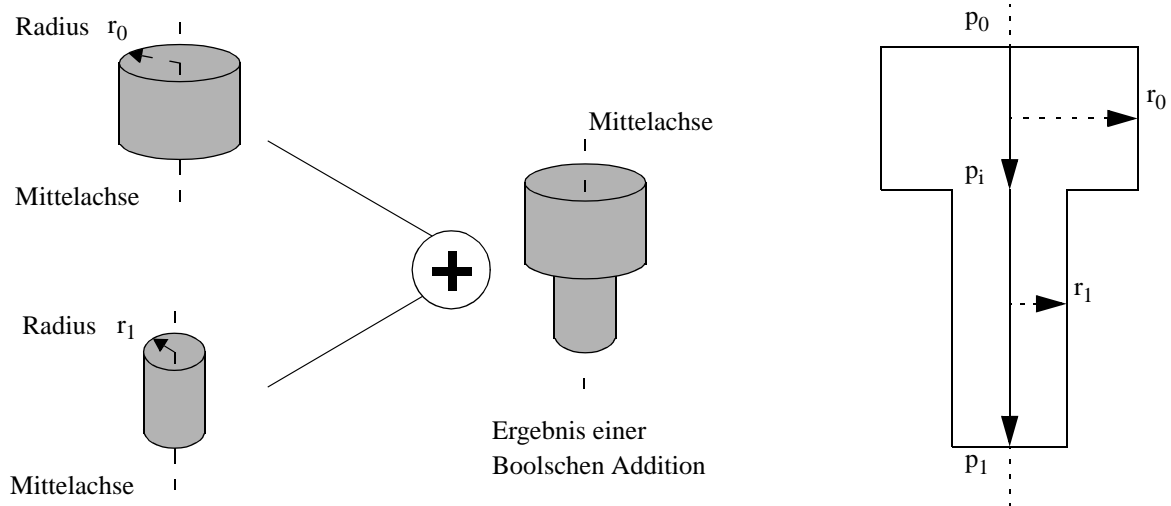 Radius r0
Mittelachse
Radius r1
Mittelachse
+
Mittelachse
Ergebnis einer
Boolschen Addition
p0
r0
pi
r1
p1